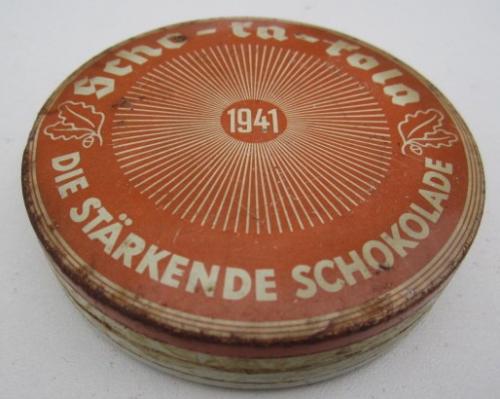 Scho-ka-kola
1941
DIE STÄRKENDE SCHOKOLADE